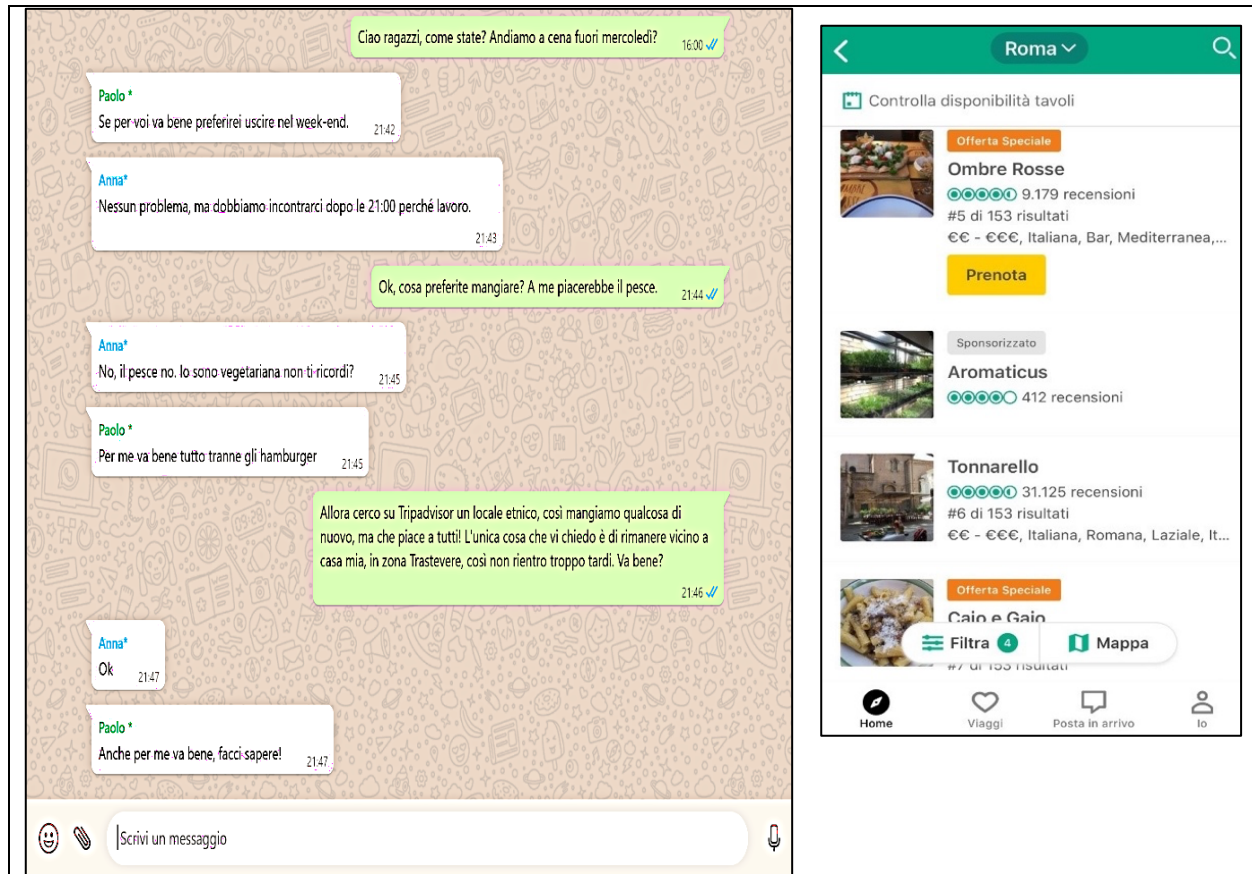 Ciao ragazzi, come state? Andiamo a cena fuori mercoledì?
16:00
Paolo *
Se per voi va bene preferirei uscire nel week-end.
21:42
Anna*
Nessun problema, ma dobbiamo incontrarci dopo le 21:00 perché lavoro.
21:43
Ok, cosa preferite mangiare? A me piacerebbe il pesce.
21:44
Anna*
No, il pesce no. Io sono vegetariana non ti ricordi?
21:45
Paolo *
Per me va bene tutto tranne gli hamburger
21:45
Allora cerco su Tripadvisor un locale etnico, così mangiamo qualcosa di
nuovo, ma che piace a tutti! L'unica cosa che vi chiedo è di rimanere vicino a
casa mia, in zona Trastevere, così non rientro troppo tardi. Va bene?
21:46
Anna*
Ok
21:47
Paolo *
Anche per me va bene, facci sapere!
21:47
Scrivi un messaggio
Roma
Controlla disponibilità tavoli
Offerta Speciale
Ombre Rosse
9.179 recensioni
#5 di 153 risultati
€€ - €€€, Italiana, Bar, Mediterranea,...
Prenota
Sponsorizzato
Aromaticus
412 recensioni
Tonnarello
31.125 recensioni
#6 di 153 risultati
€€ - €€€, Italiana, Romana, Laziale, It...
Offerta Speciale
Caio e Gaio
Filtra 4
Mappa
#7 di 153 risultati
Home
Viaggi
Posta in arrivo
Io